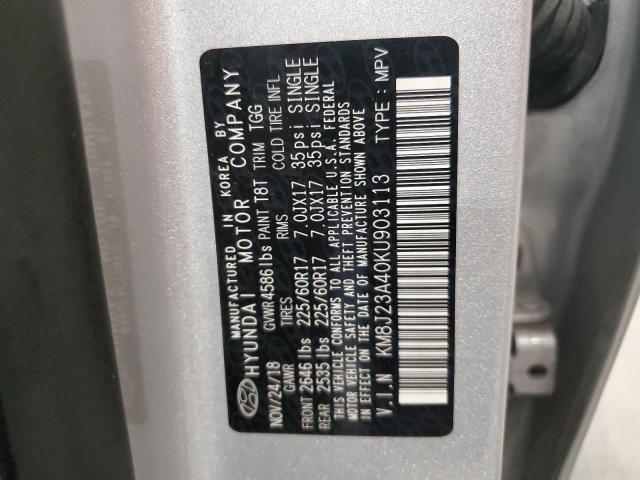 MANUFACTURED IN KOREA BY
HYUNDAI MOTOR COMPANY
NOV/24/18 GVWR 4586 lbs PAINT T8T TRIM TGG
GAWR TIRES RIMS COLD TIRE INFL
FRONT 2646 lbs 225/60R17 7.0JX17 35psi SINGLE
REAR 2535 lbs 225/60R17 7.0JX17 35psi SINGLE
THIS VEHICLE CONFORMS TO ALL APPLICABLE U.S.A. FEDERAL
MOTOR VEHICLE SAFETY AND THEFT PREVENTION STANDARDS
IN EFFECT ON THE DATE OF MANUFACTURE SHOWN ABOVE.
V.I.N KM8J23A40KU903113 TYPE : MPV